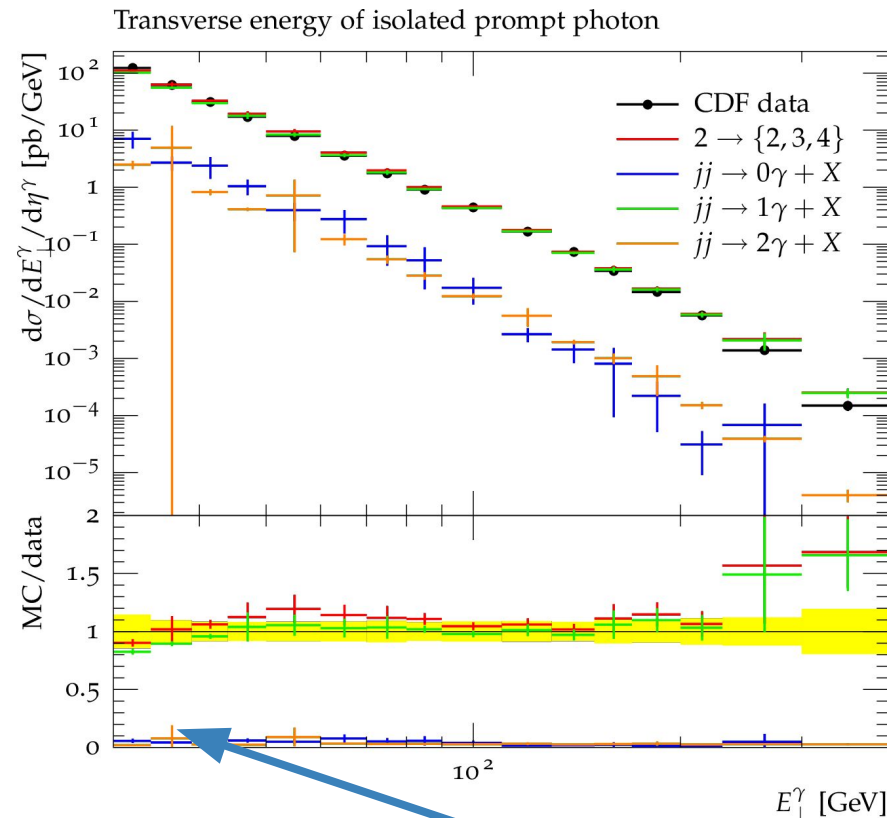 Transverse energy of isolated prompt photon
dσ/dE⊥^γ/dη^γ [pb/GeV]
10²
10¹
1
10⁻¹
10⁻²
10⁻³
10⁻⁴
10⁻⁵
CDF data
2 → {2, 3, 4}
jj → 0γ + X
jj → 1γ + X
jj → 2γ + X
MC/data
2
1.5
1
0.5
0
10²
E⊥^γ [GeV]